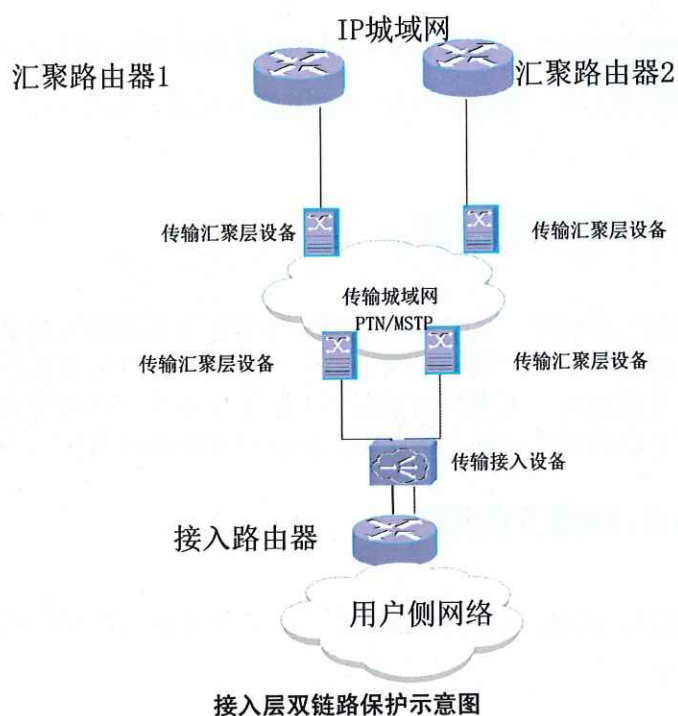 IP城域网
汇聚路由器1
汇聚路由器2
传输汇聚层设备
传输汇聚层设备
传输城域网
PTN/MSTP
传输汇聚层设备
传输汇聚层设备
传输接入设备
接入路由器
用户侧网络
接入层双链路保护示意图